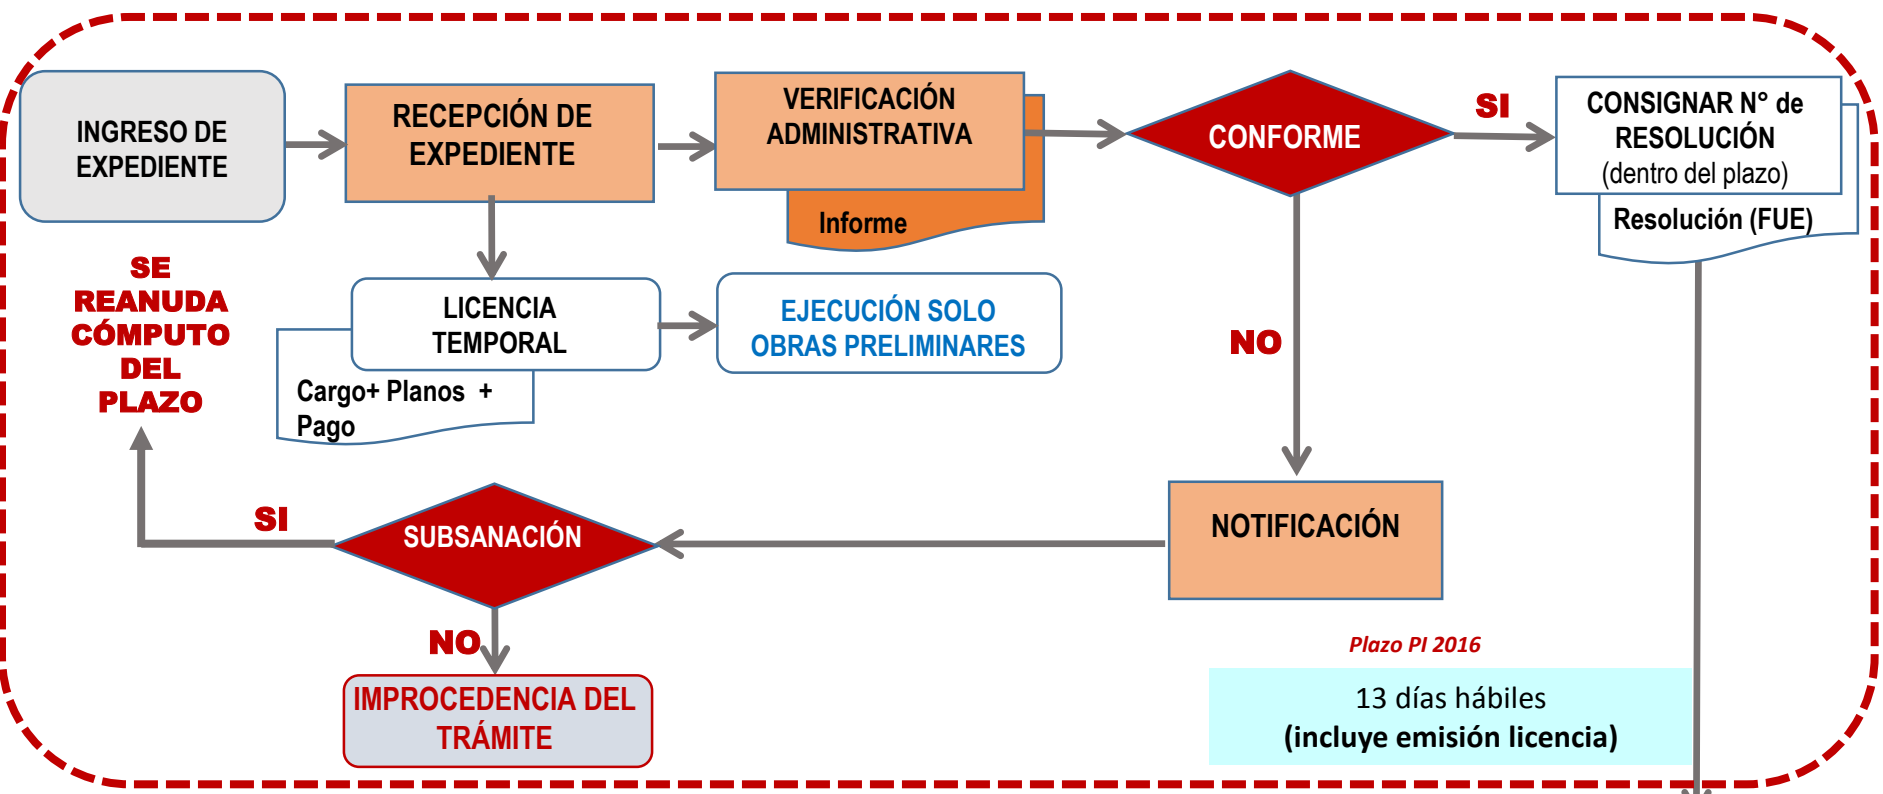 INGRESO DE
EXPEDIENTE
RECEPCIÓN DE
EXPEDIENTE
VERIFICACIÓN
ADMINISTRATIVA
Informe
CONFORME
SI
CONSIGNAR N° de
RESOLUCIÓN
(dentro del plazo)
Resolución (FUE)
SE
REANUDA
CÓMPUTO
DEL
PLAZO
LICENCIA
TEMPORAL
Cargo+ Planos +
Pago
EJECUCIÓN SOLO
OBRAS PRELIMINARES
NO
NOTIFICACIÓN
SUBSANACIÓN
SI
NO
IMPROCEDENCIA DEL
TRÁMITE
Plazo PI 2016
13 días hábiles
(incluye emisión licencia)